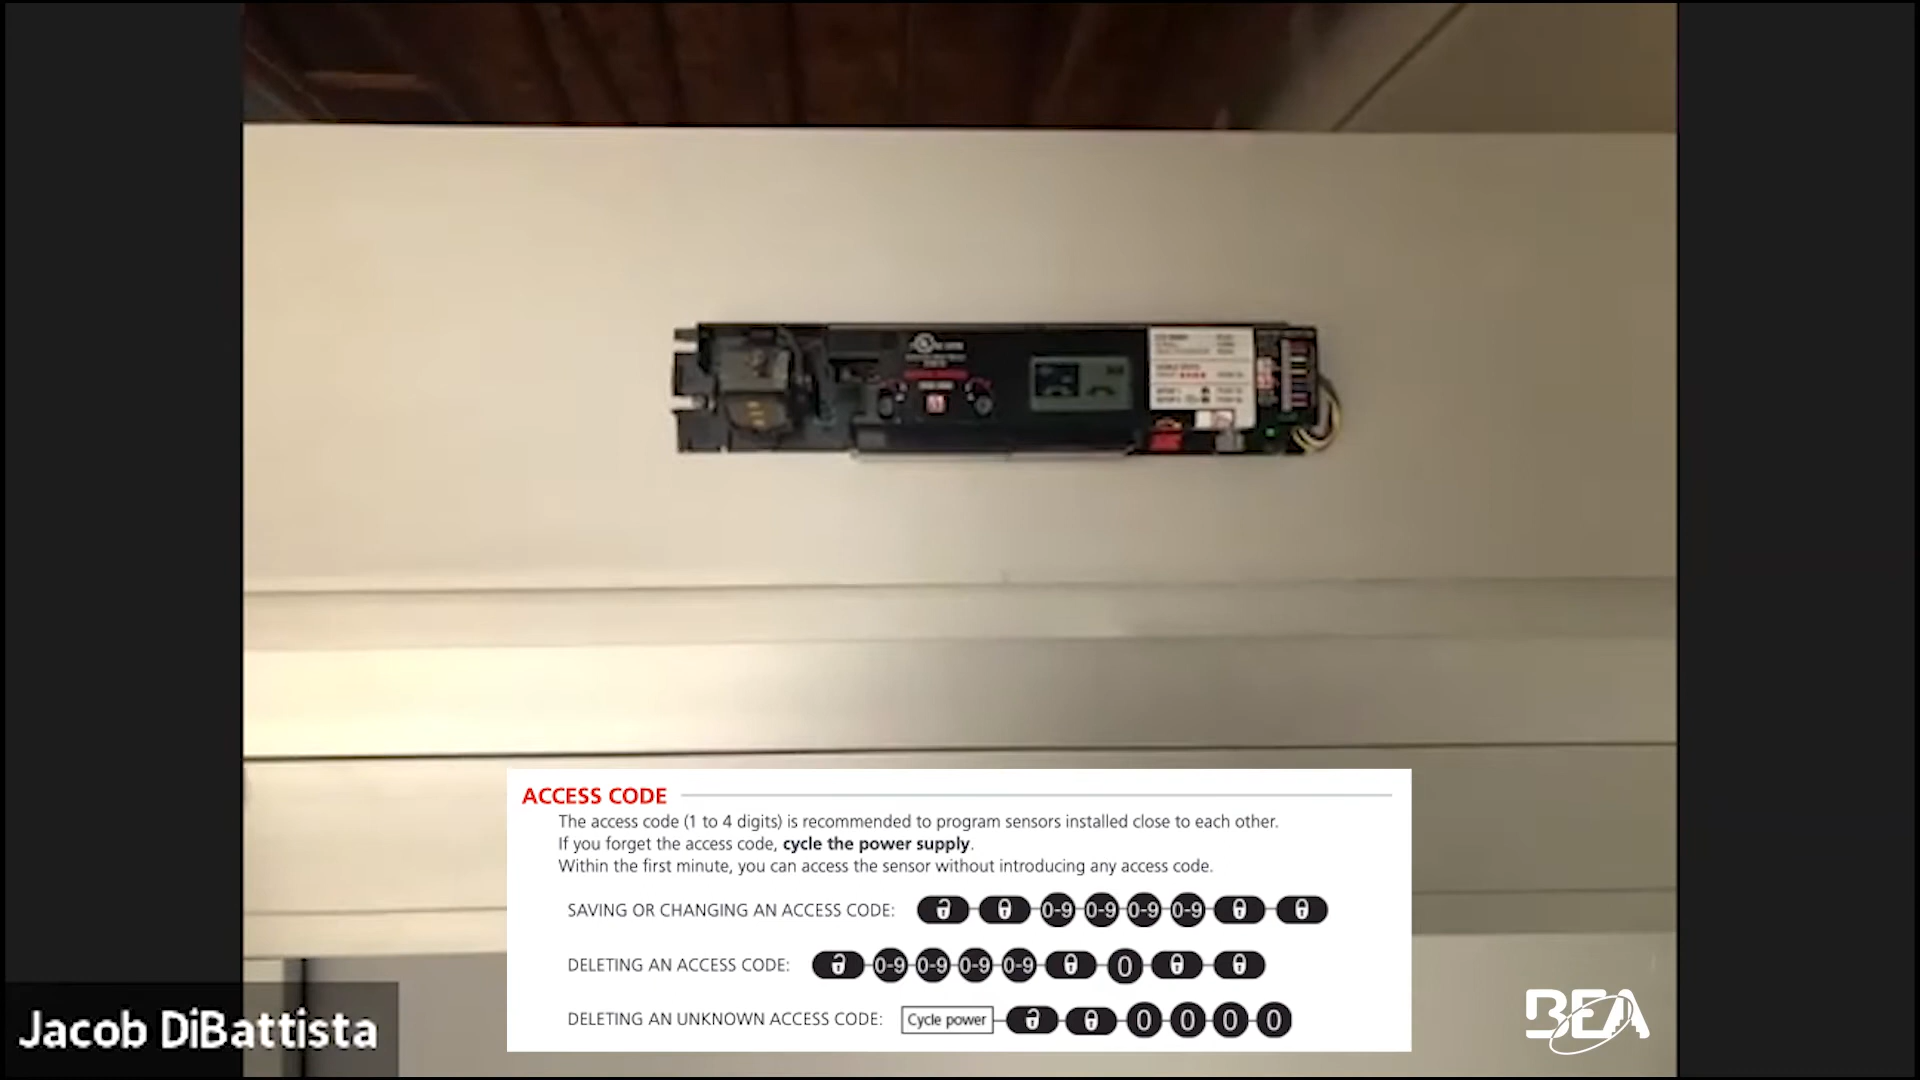 ACCESS CODE
The access code (1 to 4 digits) is recommended to program sensors installed close to each other.
If you forget the access code, cycle the power supply.
Within the first minute, you can access the sensor without introducing any access code.
SAVING OR CHANGING AN ACCESS CODE: 0-9 0-9 0-9 0-9
DELETING AN ACCESS CODE: 0-9 0-9 0-9 0-9 0
DELETING AN UNKNOWN ACCESS CODE: Cycle power 0 0 0 0
Jacob DiBattista
BEA